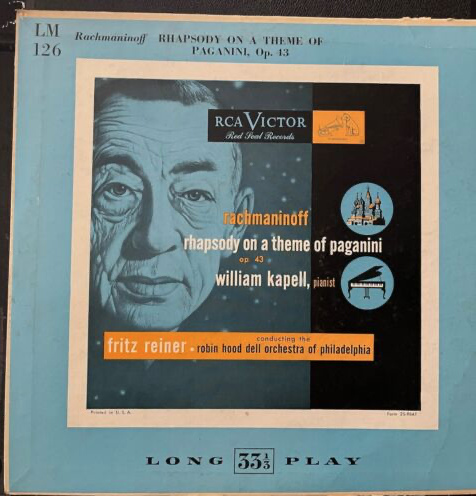 LM
126
Rachmaninoff RHAPSODY ON A THEME OF
PAGANINI, Op. 43
RCA VICTOR
Red Seal Records
rachmaninoff
rhapsody on a theme of paganini
op. 43
william kapell, pianist
conducting the
fritz reiner • robin hood dell orchestra of philadelphia
Printed in U. S. A.
LONG 33 1/3 PLAY